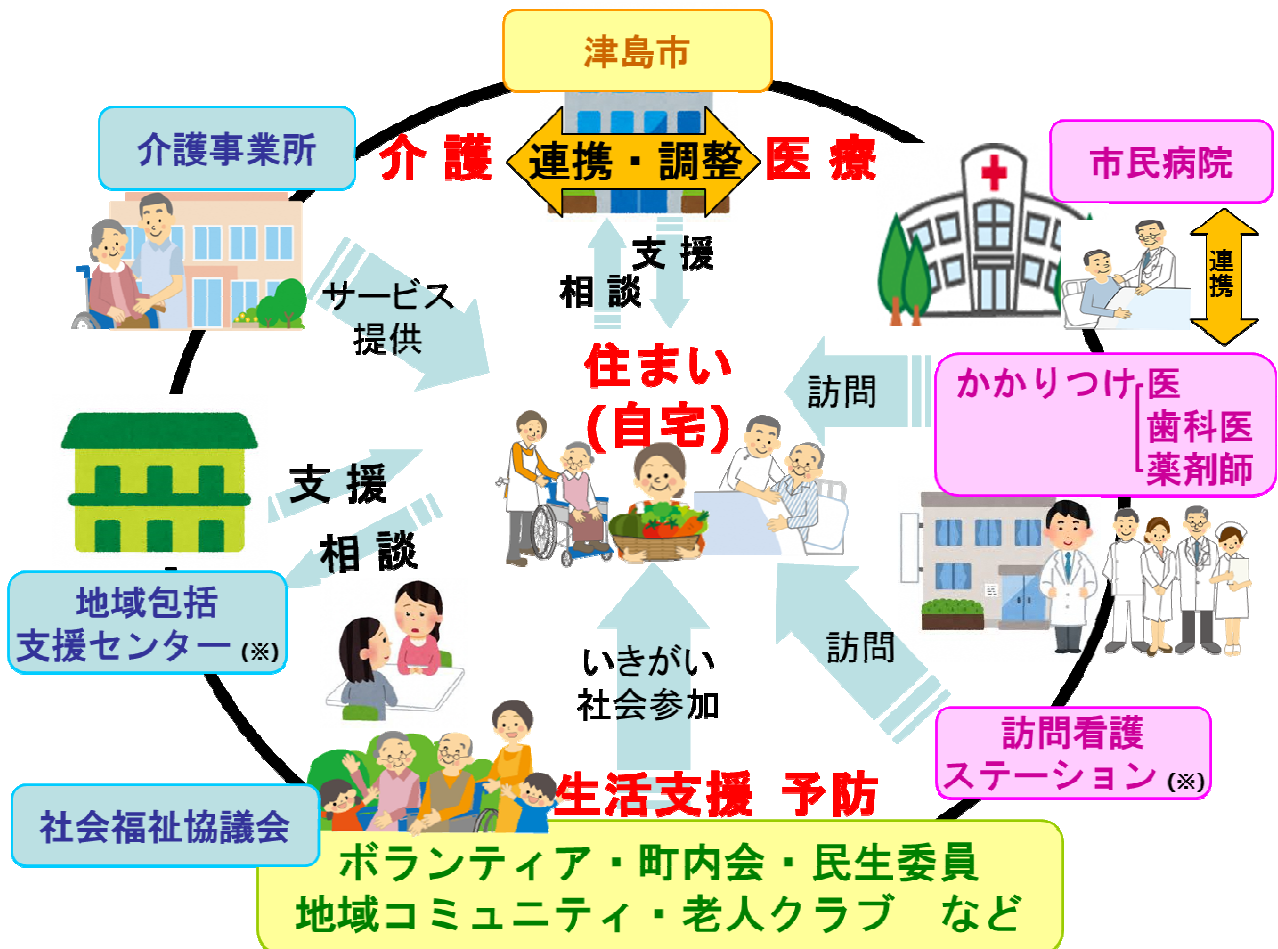 津島市
介護事業所
介護
連携・調整
医療
市民病院
連携
支援
相談
サービス
提供
住まい
(自宅)
訪問
かかりつけ 医
歯科医
薬剤師
支援
相談
地域包括
支援センター(※)
いきがい
社会参加
訪問
訪問看護
ステーション(※)
生活支援 予防
社会福祉協議会
ボランティア・町内会・民生委員
地域コミュニティ・老人クラブ など